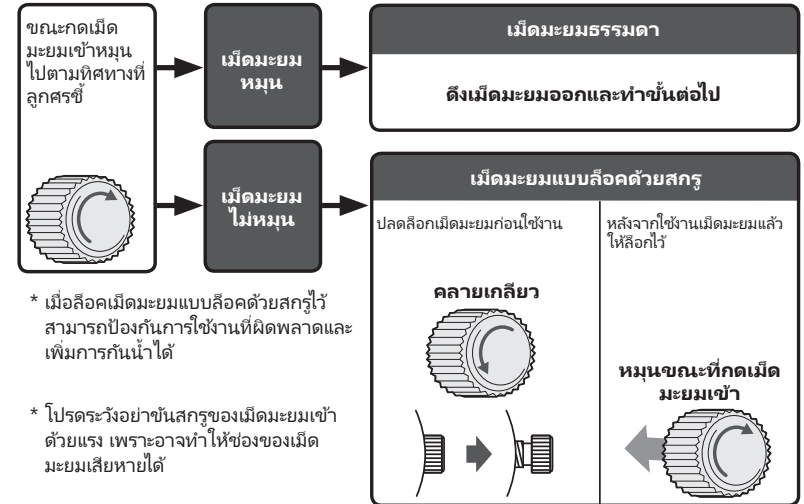 ขณะกดเม็ด
มะยมเข้าหมุน
ไปตามทิศทางที่
ลูกศรชี้
เม็ดมะยม
หมุน
เม็ดมะยมธรรมดา
ดึงเม็ดมะยมออกและทำขั้นต่อไป
เม็ดมะยม
ไม่หมุน
เม็ดมะยมแบบล็อคด้วยสกรู
ปลดล็อกเม็ดมะยมก่อนใช้งาน
คลายเกลียว
หลังจากใช้งานเม็ดมะยมแล้ว
ให้ล็อกไว้
หมุนขณะที่กดเม็ด
มะยมเข้า
* เมื่อล็อคเม็ดมะยมแบบล็อคด้วยสกรูไว้
สามารถป้องกันการใช้งานที่ผิดพลาดและ
เพิ่มการกันน้ำได้
* โปรดระวังอย่าขันสกรูของเม็ดมะยมเข้า
ด้วยแรง เพราะอาจทำให้ช่องของเม็ด
มะยมเสียหายได้